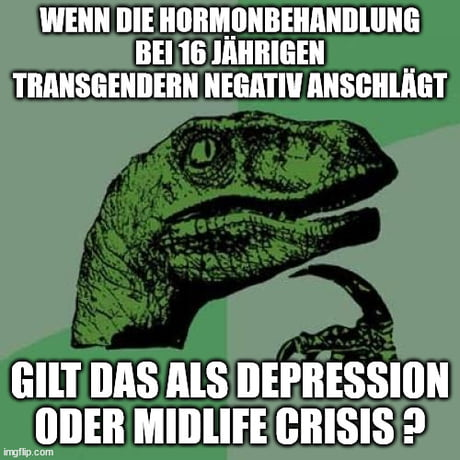 WENN DIE HORMONBEHANDLUNG
BEI 16 JÄHRIGEN
TRANSGENDERN NEGATIV ANSCHLÄGT
GILT DAS ALS DEPRESSION
ODER MIDLIFE CRISIS ?
imgflip.com